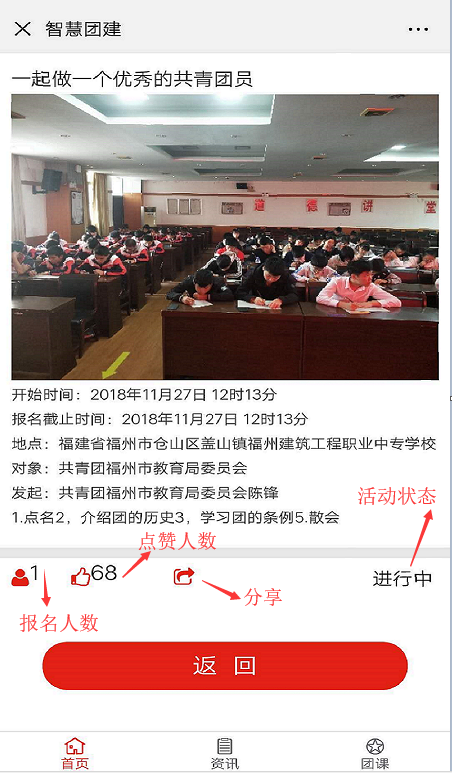 智慧团建
一起做一个优秀的共青团员
道 德 讲 堂
开始时间：2018年11月27日 12时13分
报名截止时间：2018年11月27日 12时13分
地点：福建省福州市仓山区盖山镇福州建筑工程职业中专学校
对象：共青团福州市教育局委员会
发起：共青团福州市教育局委员会陈锋
1.点名2，介绍团的历史3，学习团的条例5.散会
活动状态
点赞人数
1
68
进行中
分享
报名人数
返 回
首页
资讯
团课